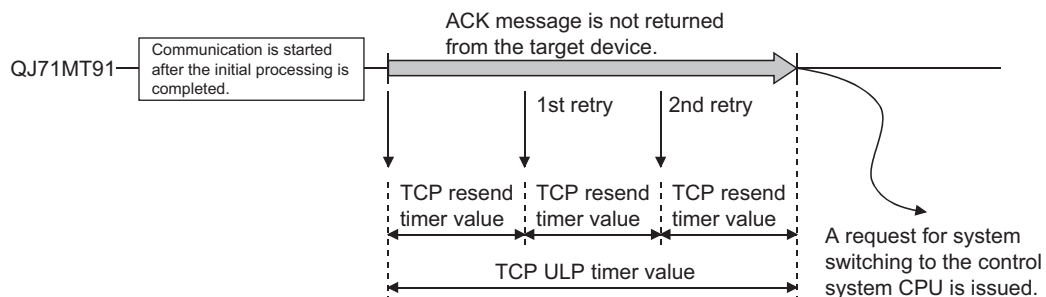 ACK message is not returned
from the target device.
QJ71MT91
Communication is started
after the initial processing is
completed.
1st retry
2nd retry
TCP resend
timer value
TCP resend
timer value
TCP resend
timer value
TCP ULP timer value
A request for system
switching to the control
system CPU is issued.